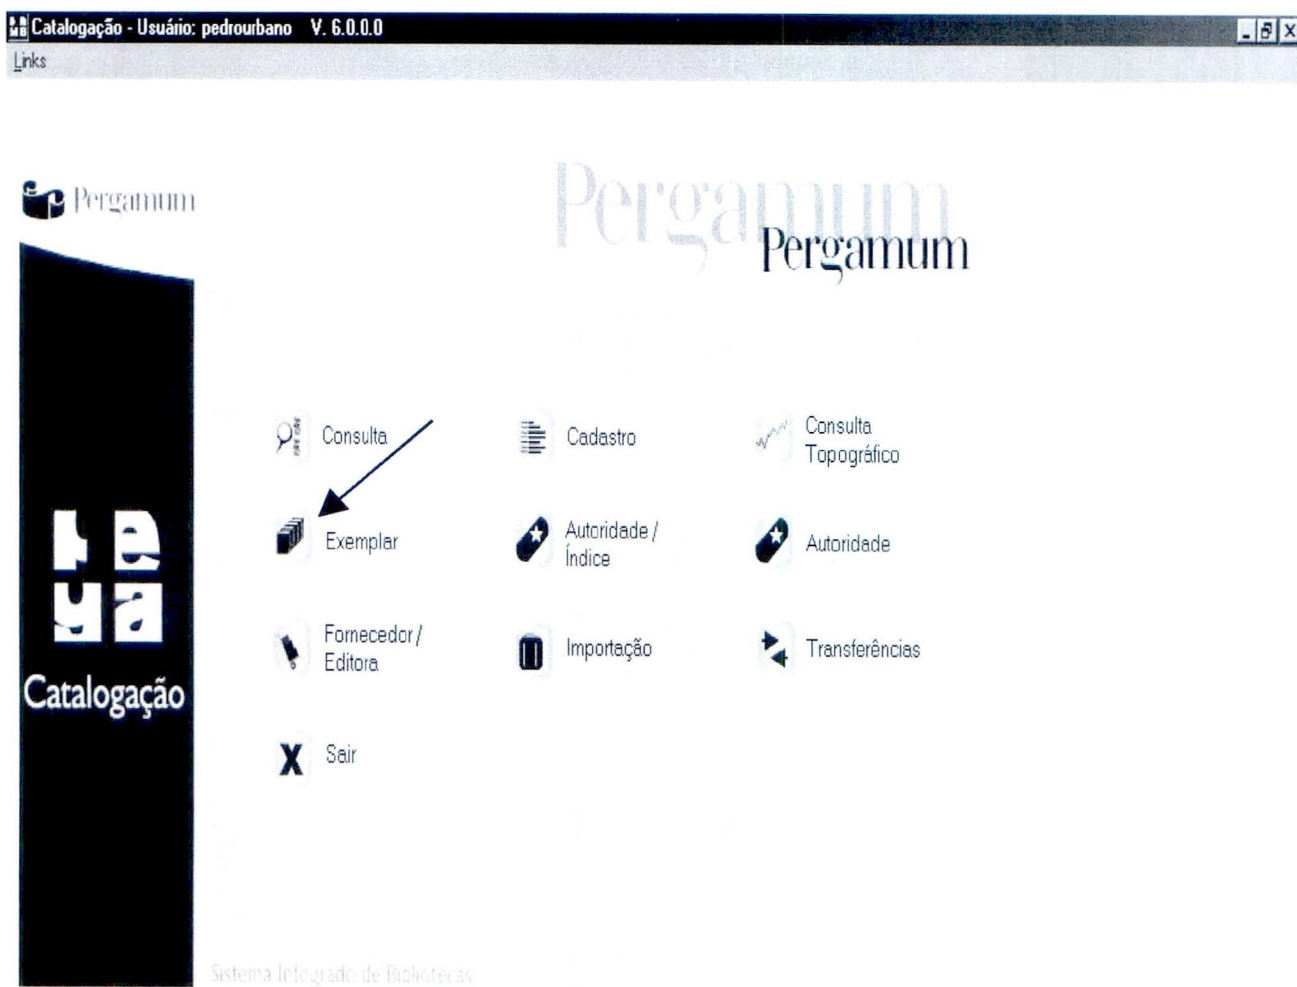 Catalogação - Usuário: pedrourbano V. 6.0.0.0
Links
Pergamum
Pergamum
Pergamum
Consulta
Cadastro
Consulta
Topográfico
Exemplar
Autoridade /
Índice
Autoridade
Fornecedor /
Editora
Importação
Transferências
Sair
Catalogação
Sistema Integrado de Bibliotecas